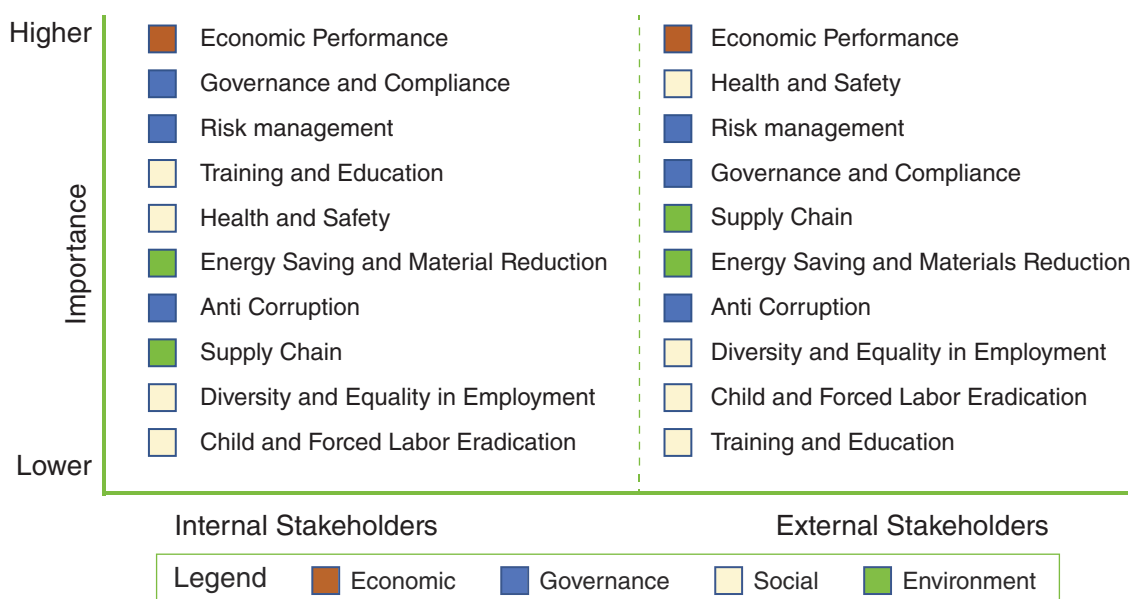 Higher
Importance
Lower
Economic Performance
Governance and Compliance
Risk management
Training and Education
Health and Safety
Energy Saving and Material Reduction
Anti Corruption
Supply Chain
Diversity and Equality in Employment
Child and Forced Labor Eradication
Economic Performance
Health and Safety
Risk management
Governance and Compliance
Supply Chain
Energy Saving and Materials Reduction
Anti Corruption
Diversity and Equality in Employment
Child and Forced Labor Eradication
Training and Education
Internal Stakeholders
External Stakeholders
Legend Economic Governance Social Environment